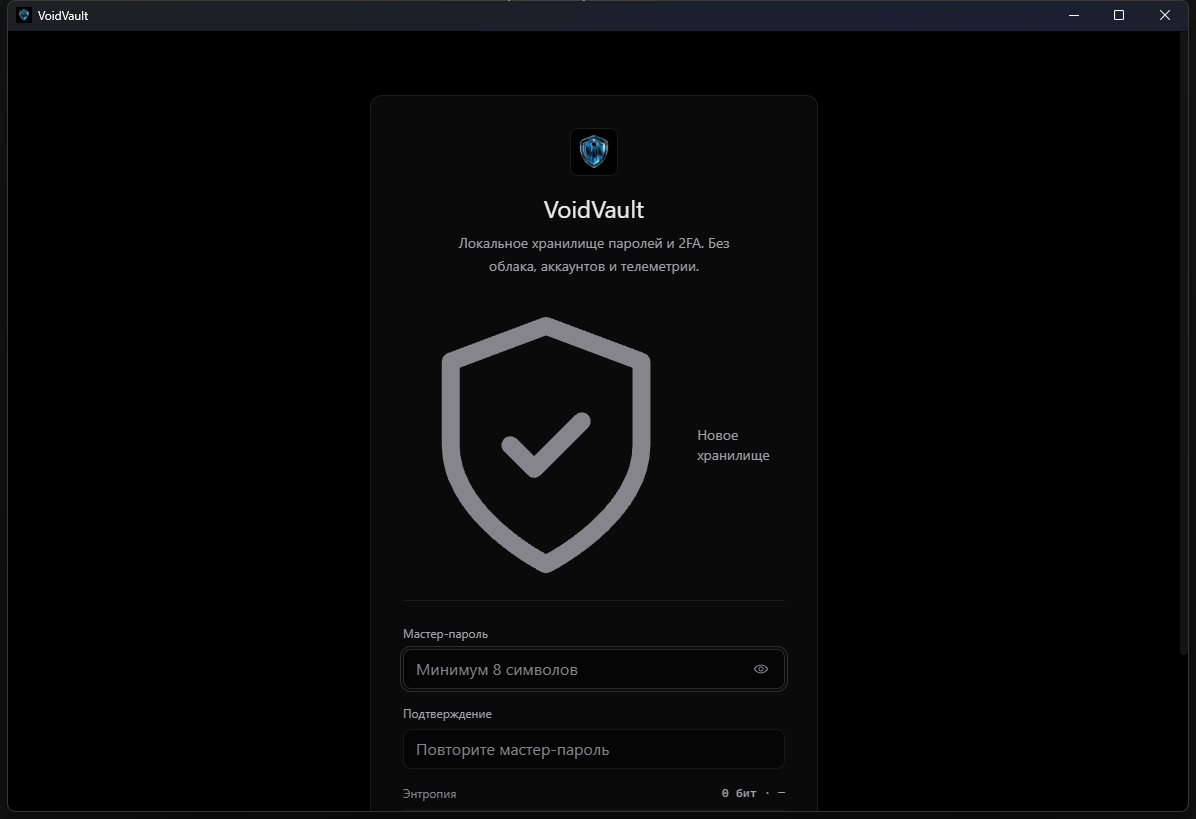 VoidVault
VoidVault
Локальное хранилище паролей и 2FA. Без
облака, аккаунтов и телеметрии.
Новое
хранилище
Мастер-пароль
Минимум 8 символов
Подтверждение
Повторите мастер-пароль
Энтропия
0 бит · —